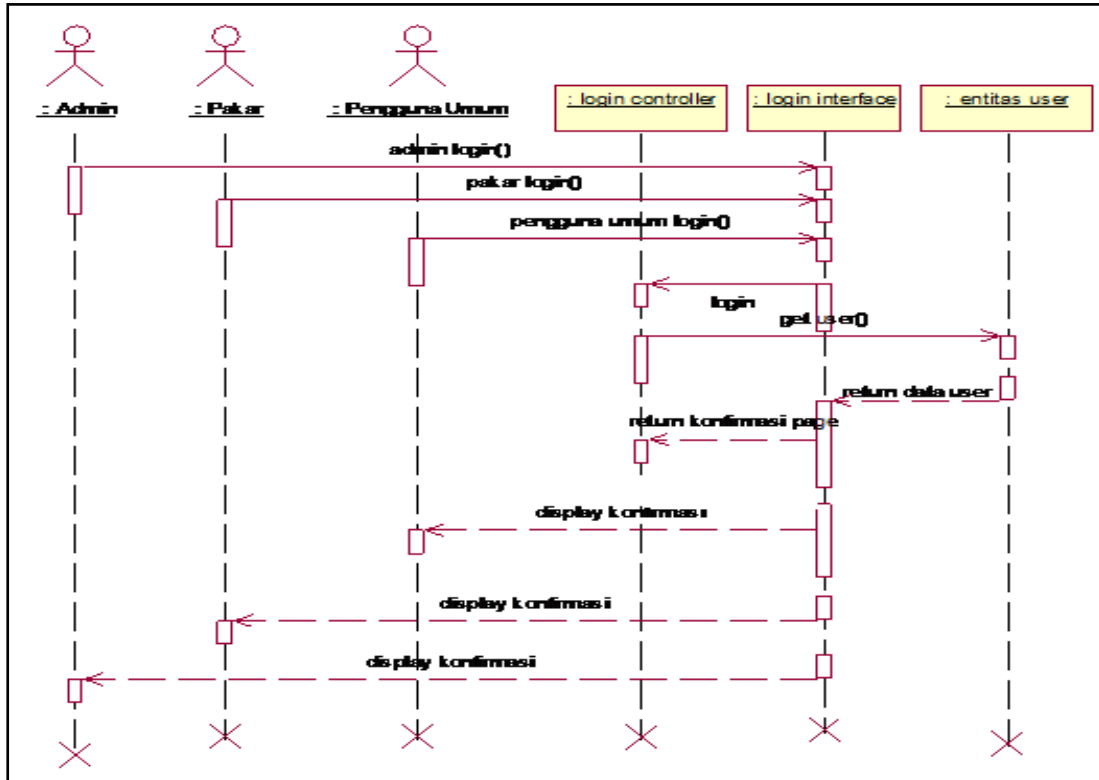 : Admin
: Pakar
: Pengguna Umum
: login controller
: login interface
: entitas user
admin login()
pakar login()
pengguna umum login()
login
get user()
return data user
return konfirmasi page
display konfirmasi
display konfirmasi
display konfirmasi